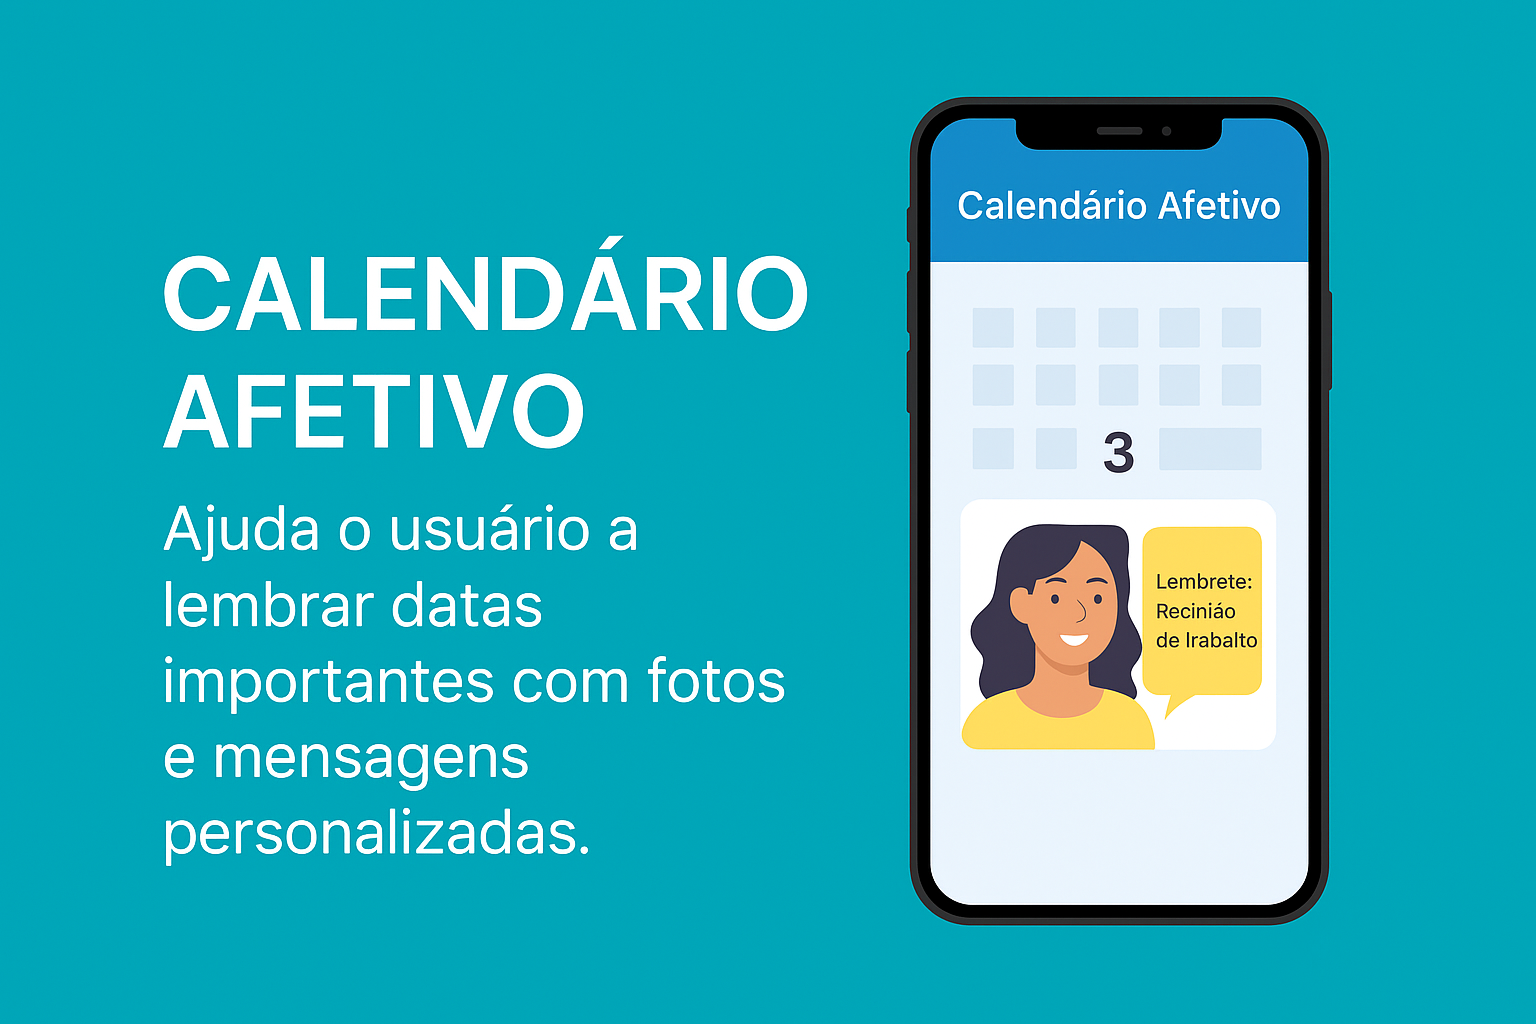 CALENDÁRIO
AFETIVO
Ajuda o usuário a
lembrar datas
importantes com fotos
e mensagens
personalizadas.
Calendário Afetivo
3
Lembrete:
Reciniáo
de Irabalto